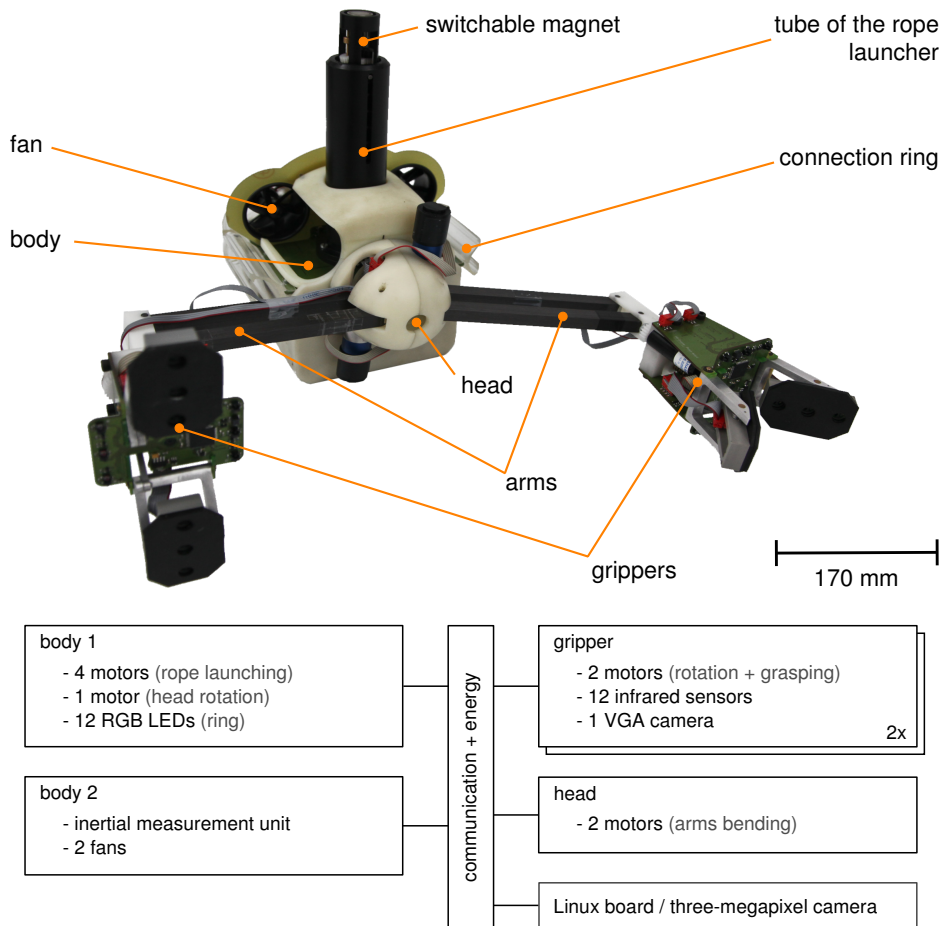 switchable magnet
tube of the rope
launcher
fan
connection ring
body
head
arms
grippers
170 mm
body 1
- 4 motors (rope launching)
- 1 motor (head rotation)
- 12 RGB LEDs (ring)
body 2
- inertial measurement unit
- 2 fans
communication + energy
gripper
- 2 motors (rotation + grasping)
- 12 infrared sensors
- 1 VGA camera
2x
head
- 2 motors (arms bending)
Linux board / three-megapixel camera